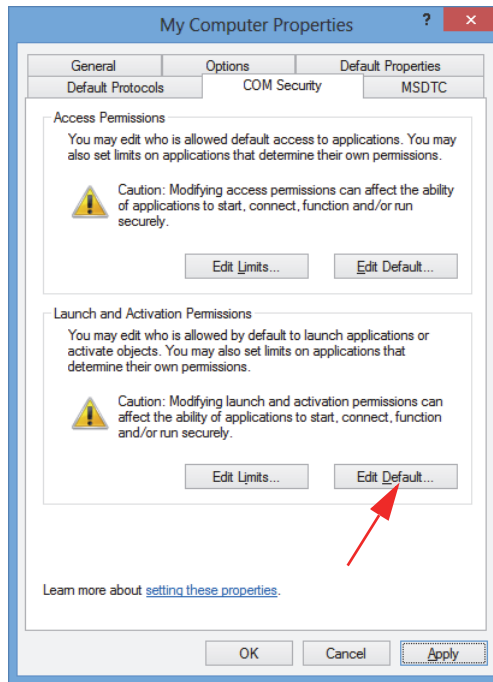 My Computer Properties
?
×
General
Options
Default Properties
Default Protocols
COM Security
MSDTC
Access Permissions
You may edit who is allowed default access to applications. You may
also set limits on applications that determine their own permissions.
Caution: Modifying access permissions can affect the ability
of applications to start, connect, function and/or run
securely.
Edit Limits...
Edit Default...
Launch and Activation Permissions
You may edit who is allowed by default to launch applications or
activate objects. You may also set limits on applications that
determine their own permissions.
Caution: Modifying launch and activation permissions can
affect the ability of applications to start, connect, function
and/or run securely.
Edit Limits...
Edit Default...
Learn more about setting these properties.
OK
Cancel
Apply